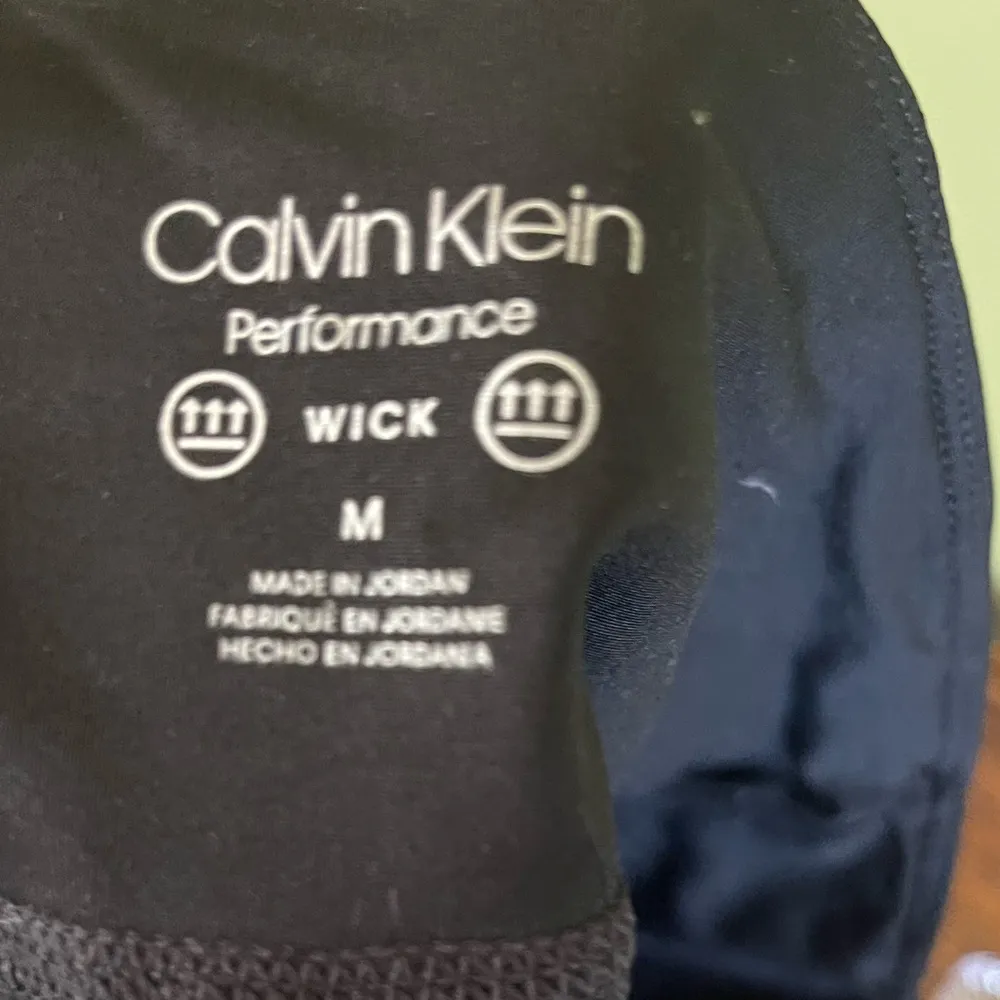 Calvin Klein
Performance
WICK
M
MADE IN JORDAN
FABRIQUÉ EN JORDANIE
HECHO EN JORDANIA